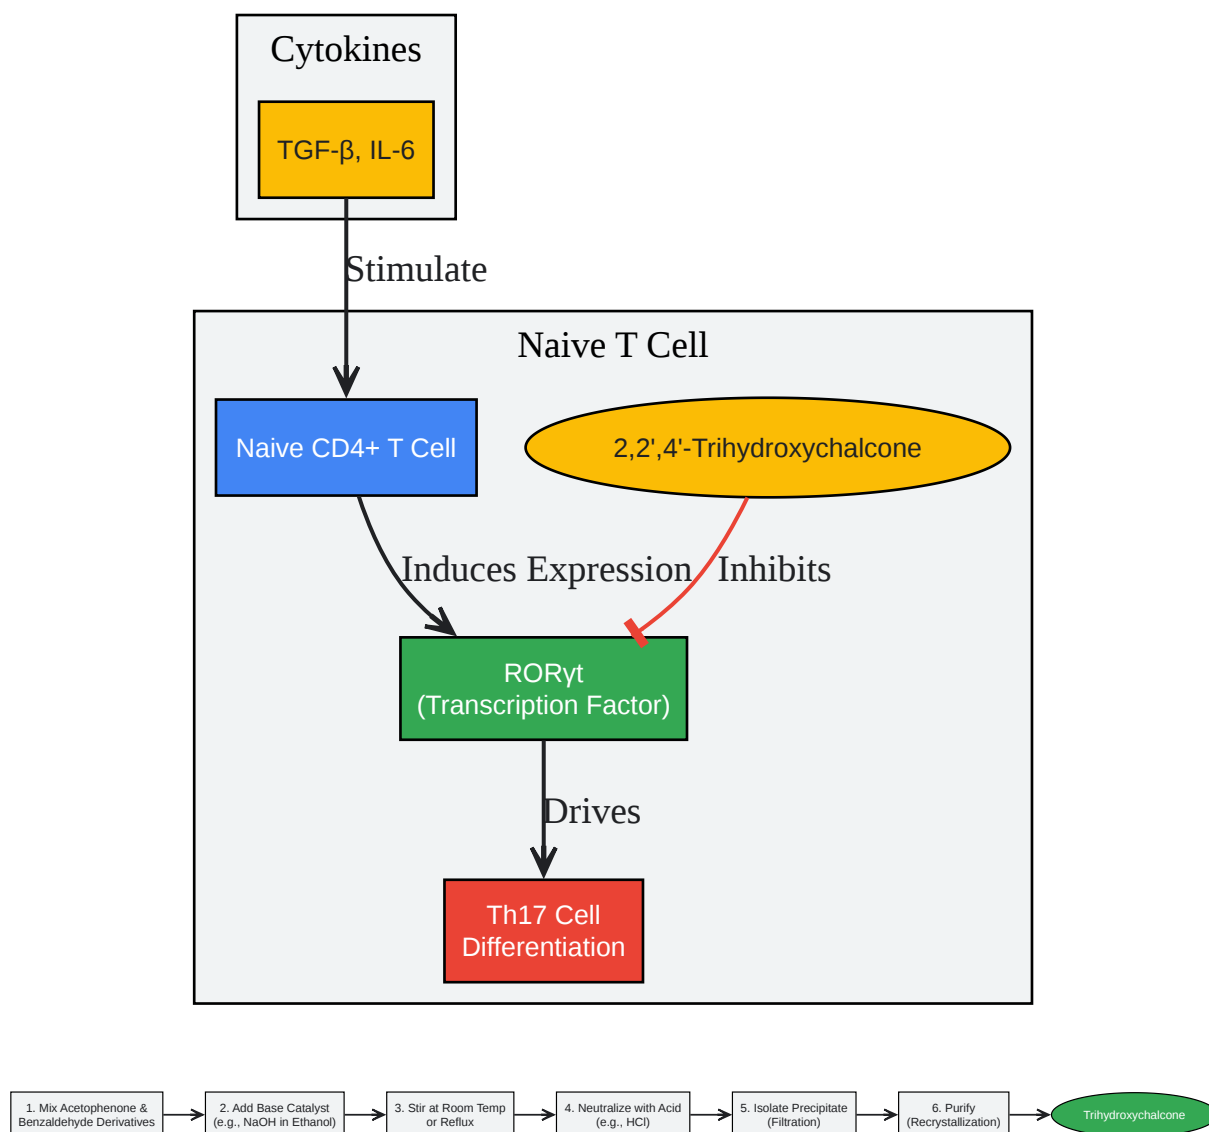 Cytokines
TGF-β, IL-6
Stimulate
Naive T Cell
Naive CD4+ T Cell
2,2',4'-Trihydroxychalcone
Induces Expression
Inhibits
RORγt
(Transcription Factor)
Drives
Th17 Cell
Differentiation
1. Mix Acetophenone &
Benzaldehyde Derivatives
2. Add Base Catalyst
(e.g., NaOH in Ethanol)
3. Stir at Room Temp
or Reflux
4. Neutralize with Acid
(e.g., HCl)
5. Isolate Precipitate
(Filtration)
6. Purify
(Recrystallization)
Trihydroxychalcone